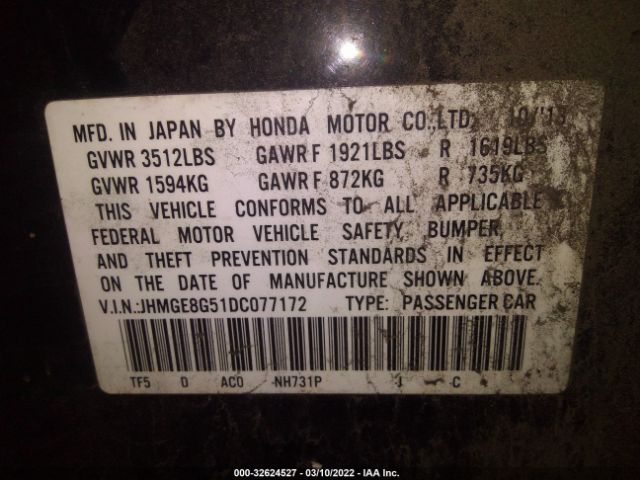 MFD. IN JAPAN BY HONDA MOTOR CO.,LTD. 10/'13
GVWR 3512LBS GAWR F 1921LBS R 1619LBS
GVWR 1594KG GAWR F 872KG R 735KG
THIS VEHICLE CONFORMS TO ALL APPLICABLE
FEDERAL MOTOR VEHICLE SAFETY, BUMPER,
AND THEFT PREVENTION STANDARDS IN EFFECT
ON THE DATE OF MANUFACTURE SHOWN ABOVE.
V.I.N.:JHMGE8G51DC077172 TYPE: PASSENGER CAR
TF5 D AC0 NH731P J C
000-32624527 - 03/10/2022 - IAA Inc.